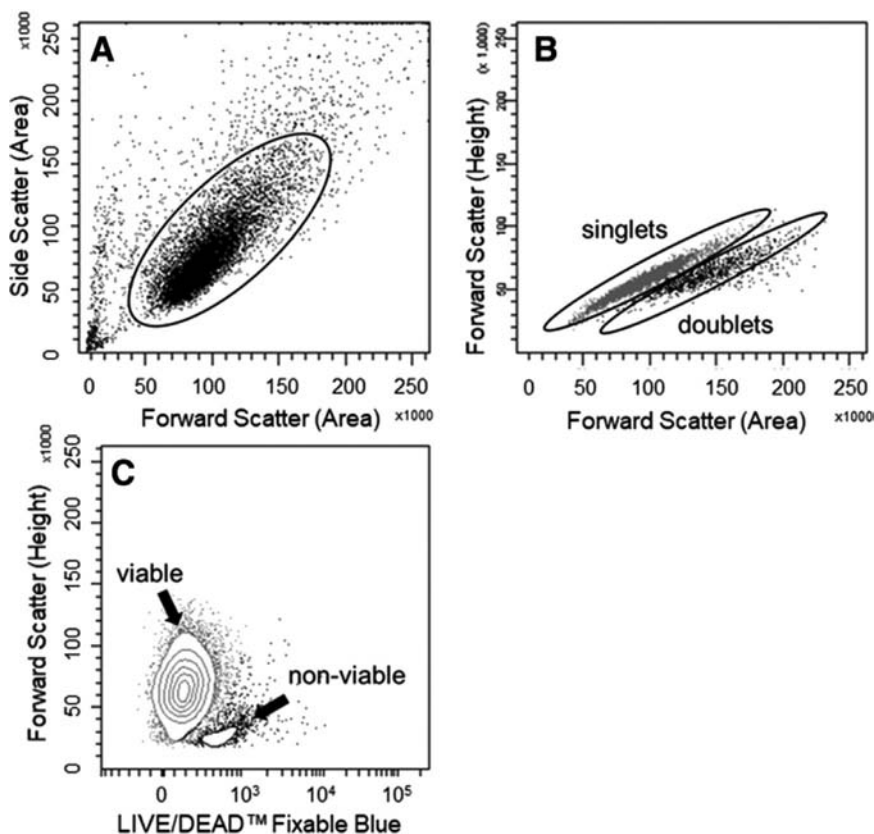 A
x1000
Side Scatter (Area)
250
200
150
100
50
0
0 50 100 150 200 250
Forward Scatter (Area) x1000
B
(x 1,000)
Forward Scatter (Height)
250
200
150
100
50
singlets
doublets
0 50 100 150 200 250
Forward Scatter (Area) x1000
C
x1000
Forward Scatter (Height)
250
200
150
100
50
0
viable
non-viable
0 10³ 10⁴ 10⁵
LIVE/DEAD™ Fixable Blue